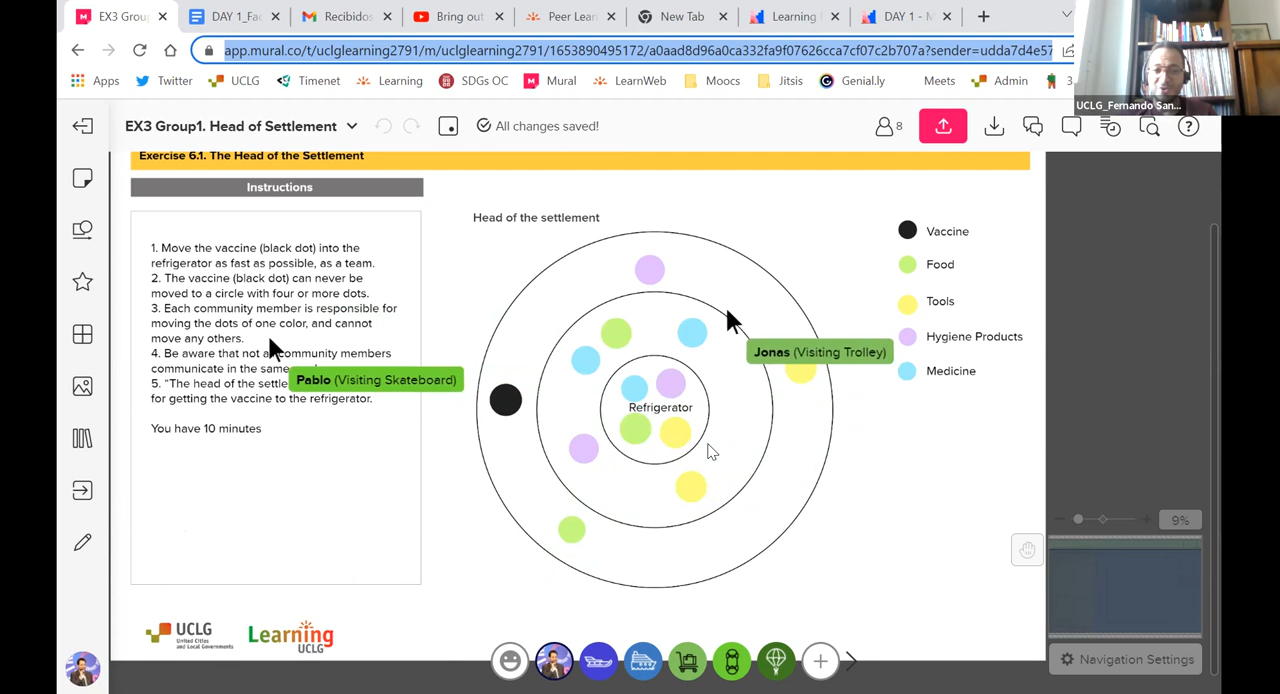 EX3 Grou
DAY 1_Fac
Recibidos
Bring out
Peer Lear
New Tab
Learning
DAY 1 - M
app.mural.co/t/uclglearning2791/m/uclglearning2791/1653890495172/a0aad8d96a0ca332fa9f07626cca7cf07c2b707a?sender=udda7d4e57
Apps
Twitter
UCLG
Timenet
Learning
SDGs OC
Mural
LearnWeb
Moocs
Jitsis
Genial.ly
Meets
Admin
3
UCLG_Fernando San...
EX3 Group1. Head of Settlement
All changes saved!
8
Exercise 6.1. The Head of the Settlement
Instructions
1. Move the vaccine (black dot) into the
refrigerator as fast as possible, as a team.
2. The vaccine (black dot) can never be
moved to a circle with four or more dots.
3. Each community member is responsible for
moving the dots of one color, and cannot
move any others.
4. Be aware that not a community members
communicate in the same
5. "The head of the settle
for getting the vaccine to the refrigerator.
You have 10 minutes
Pablo (Visiting Skateboard)
Head of the settlement
Refrigerator
Jonas (Visiting Trolley)
Vaccine
Food
Tools
Hygiene Products
Medicine
9%
Navigation Settings
UCLG
United Cities
and Local Governments
Learning
UCLG